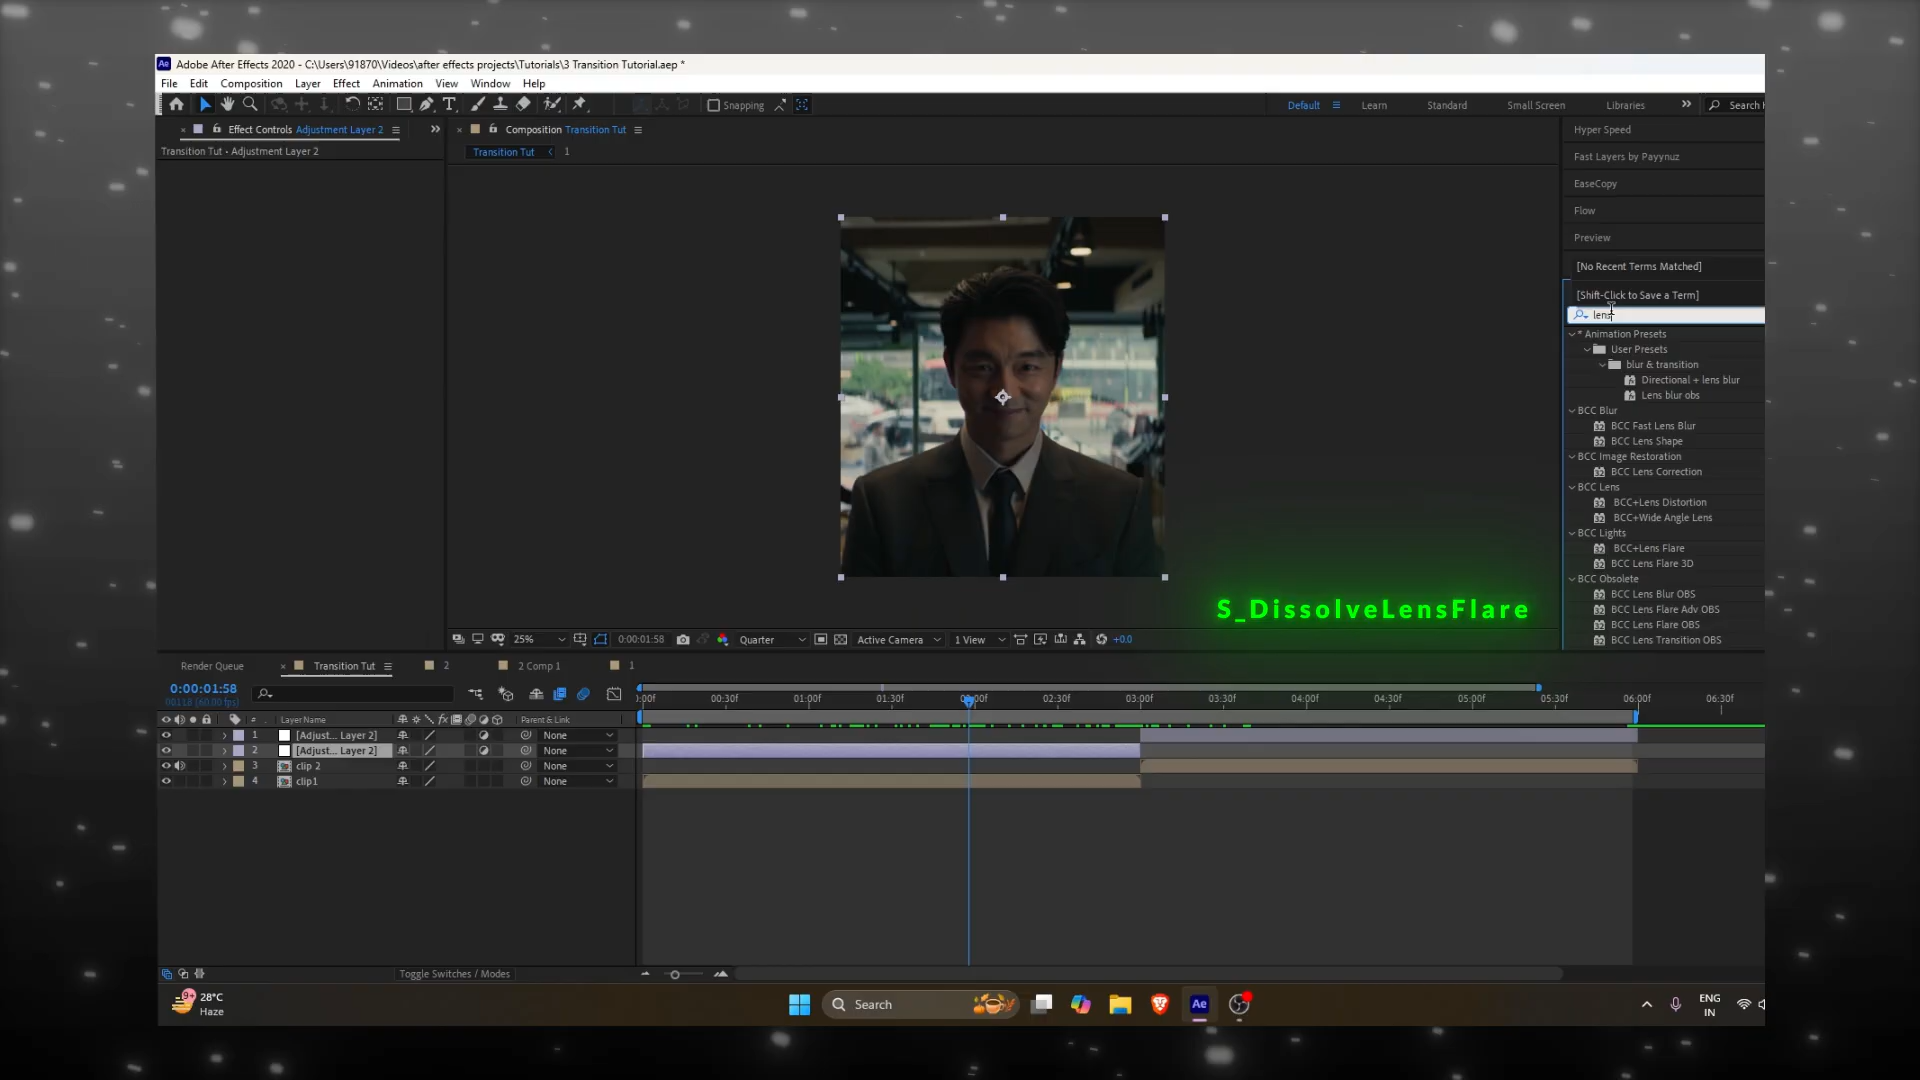 Adobe After Effects 2020 - C:\Users\91870\Videos\after effects projects\Tutorials\3 Transition Tutorial.aep *
File Edit Composition Layer Effect Animation View Window Help
Snapping
Default Learn Standard Small Screen Libraries Search
Effect Controls Adjustment Layer 2
Composition Transition Tut
Transition Tut • Adjustment Layer 2
Transition Tut 1
Hyper Speed
Fast Layers by Payynuz
EaseCopy
Flow
Preview
[No Recent Terms Matched]
[Shift-Click to Save a Term]
lens
* Animation Presets
User Presets
blur & transition
Directional + lens blur
Lens blur obs
BCC Blur
BCC Fast Lens Blur
BCC Lens Shape
BCC Image Restoration
BCC Lens Correction
BCC Lens
BCC+Lens Distortion
BCC+Wide Angle Lens
BCC Lights
BCC+Lens Flare
BCC Lens Flare 3D
BCC Obsolete
BCC Lens Blur OBS
BCC Lens Flare Adv OBS
BCC Lens Flare OBS
BCC Lens Transition OBS
S_DissolveLensFlare
25% 0:00:01:58 Quarter Active Camera 1 View +0.0
Render Queue Transition Tut 2 2 Comp 1 1
0:00:01:58
00118 (60.00 fps)
:00f 00:30f 01:00f 01:30f 02:00f 02:30f 03:00f 03:30f 04:00f 04:30f 05:00f 05:30f 06:00f 06:30f
# Layer Name Parent & Link
1 [Adjust... Layer 2] None
2 [Adjust... Layer 2] None
3 clip 2 None
4 clip1 None
Toggle Switches / Modes
28°C
Haze
9+
Search
Ae
ENG
IN